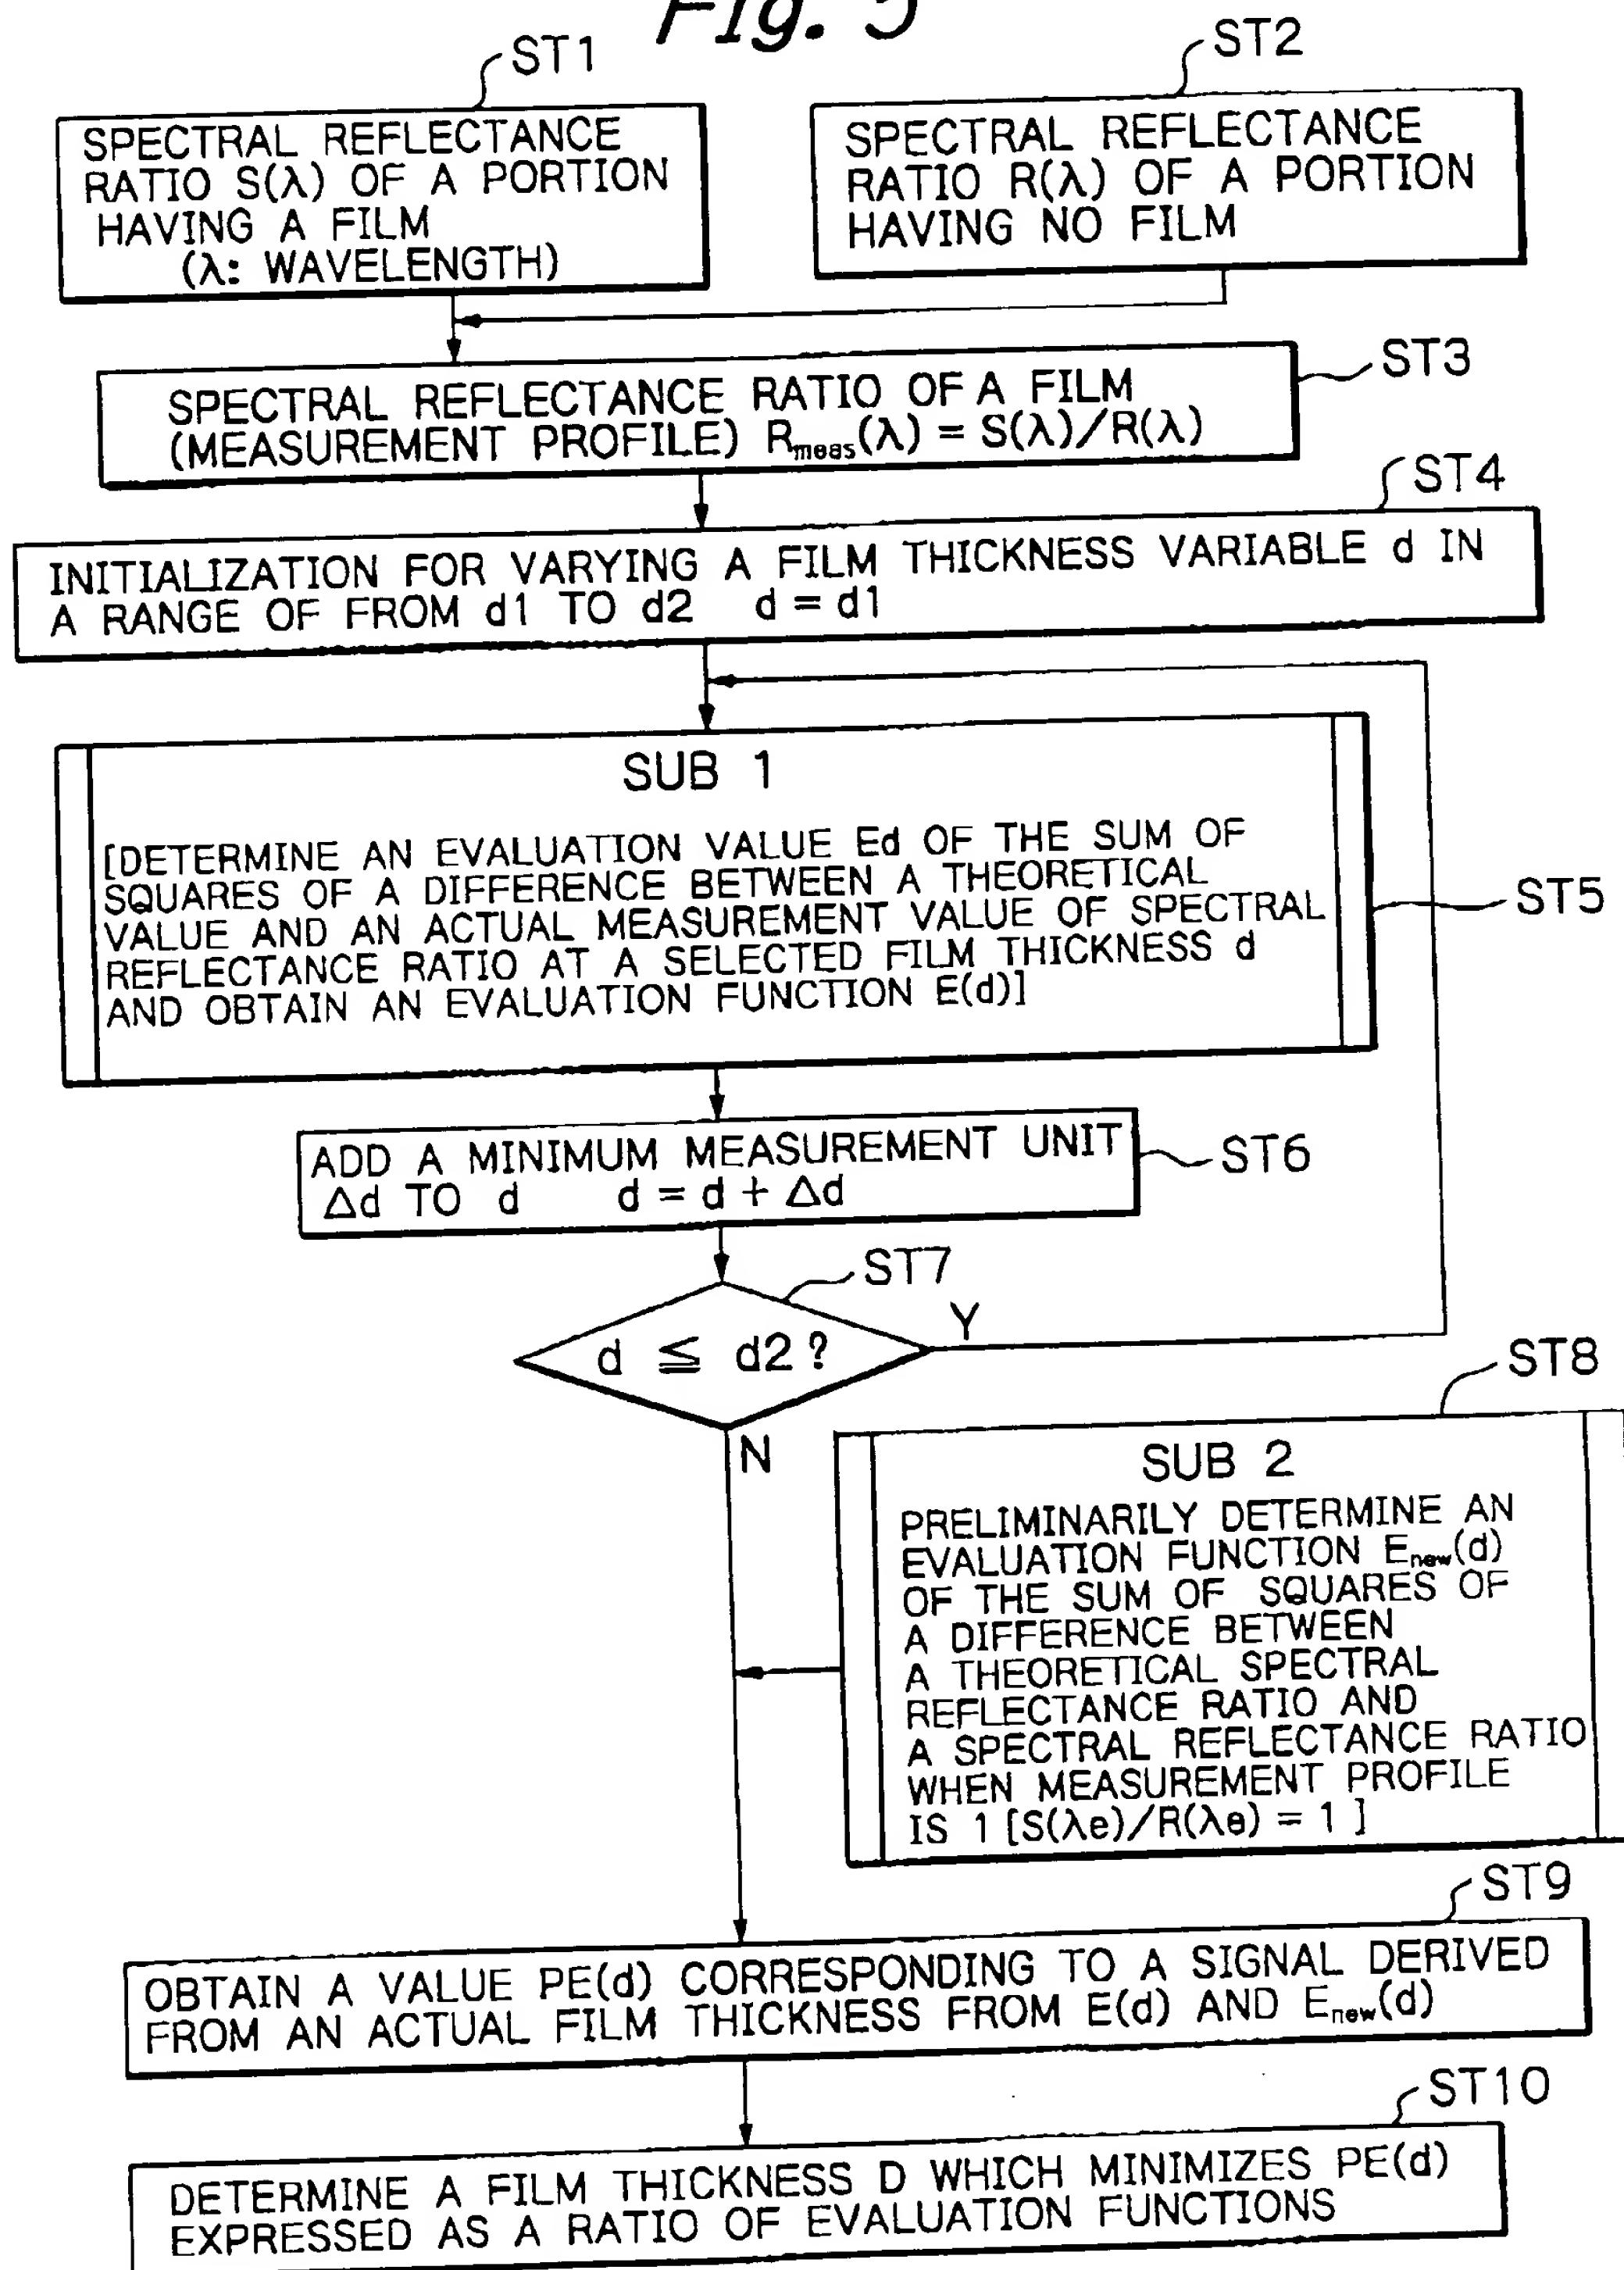 Fig. 5
ST1
ST2
SPECTRAL REFLECTANCE
RATIO S(λ) OF A PORTION
HAVING A FILM
(λ: WAVELENGTH)
SPECTRAL REFLECTANCE
RATIO R(λ) OF A PORTION
HAVING NO FILM
ST3
SPECTRAL REFLECTANCE RATIO OF A FILM
(MEASUREMENT PROFILE) Rmeas(λ) = S(λ)/R(λ)
ST4
INITIALIZATION FOR VARYING A FILM THICKNESS VARIABLE d IN
A RANGE OF FROM d1 TO d2 d = d1
SUB 1
[DETERMINE AN EVALUATION VALUE Ed OF THE SUM OF
SQUARES OF A DIFFERENCE BETWEEN A THEORETICAL
VALUE AND AN ACTUAL MEASUREMENT VALUE OF SPECTRAL
REFLECTANCE RATIO AT A SELECTED FILM THICKNESS d
AND OBTAIN AN EVALUATION FUNCTION E(d)]
ST5
ADD A MINIMUM MEASUREMENT UNIT
Δd TO d d = d + Δd
ST6
ST7
d ≦ d2?
Y
N
ST8
SUB 2
PRELIMINARILY DETERMINE AN
EVALUATION FUNCTION Enew(d)
OF THE SUM OF SQUARES OF
A DIFFERENCE BETWEEN
A THEORETICAL SPECTRAL
REFLECTANCE RATIO AND
A SPECTRAL REFLECTANCE RATIO
WHEN MEASUREMENT PROFILE
IS 1 [S(λe)/R(λe) = 1 ]
ST9
OBTAIN A VALUE PE(d) CORRESPONDING TO A SIGNAL DERIVED
FROM AN ACTUAL FILM THICKNESS FROM E(d) AND Enew(d)
ST10
DETERMINE A FILM THICKNESS D WHICH MINIMIZES PE(d)
EXPRESSED AS A RATIO OF EVALUATION FUNCTIONS